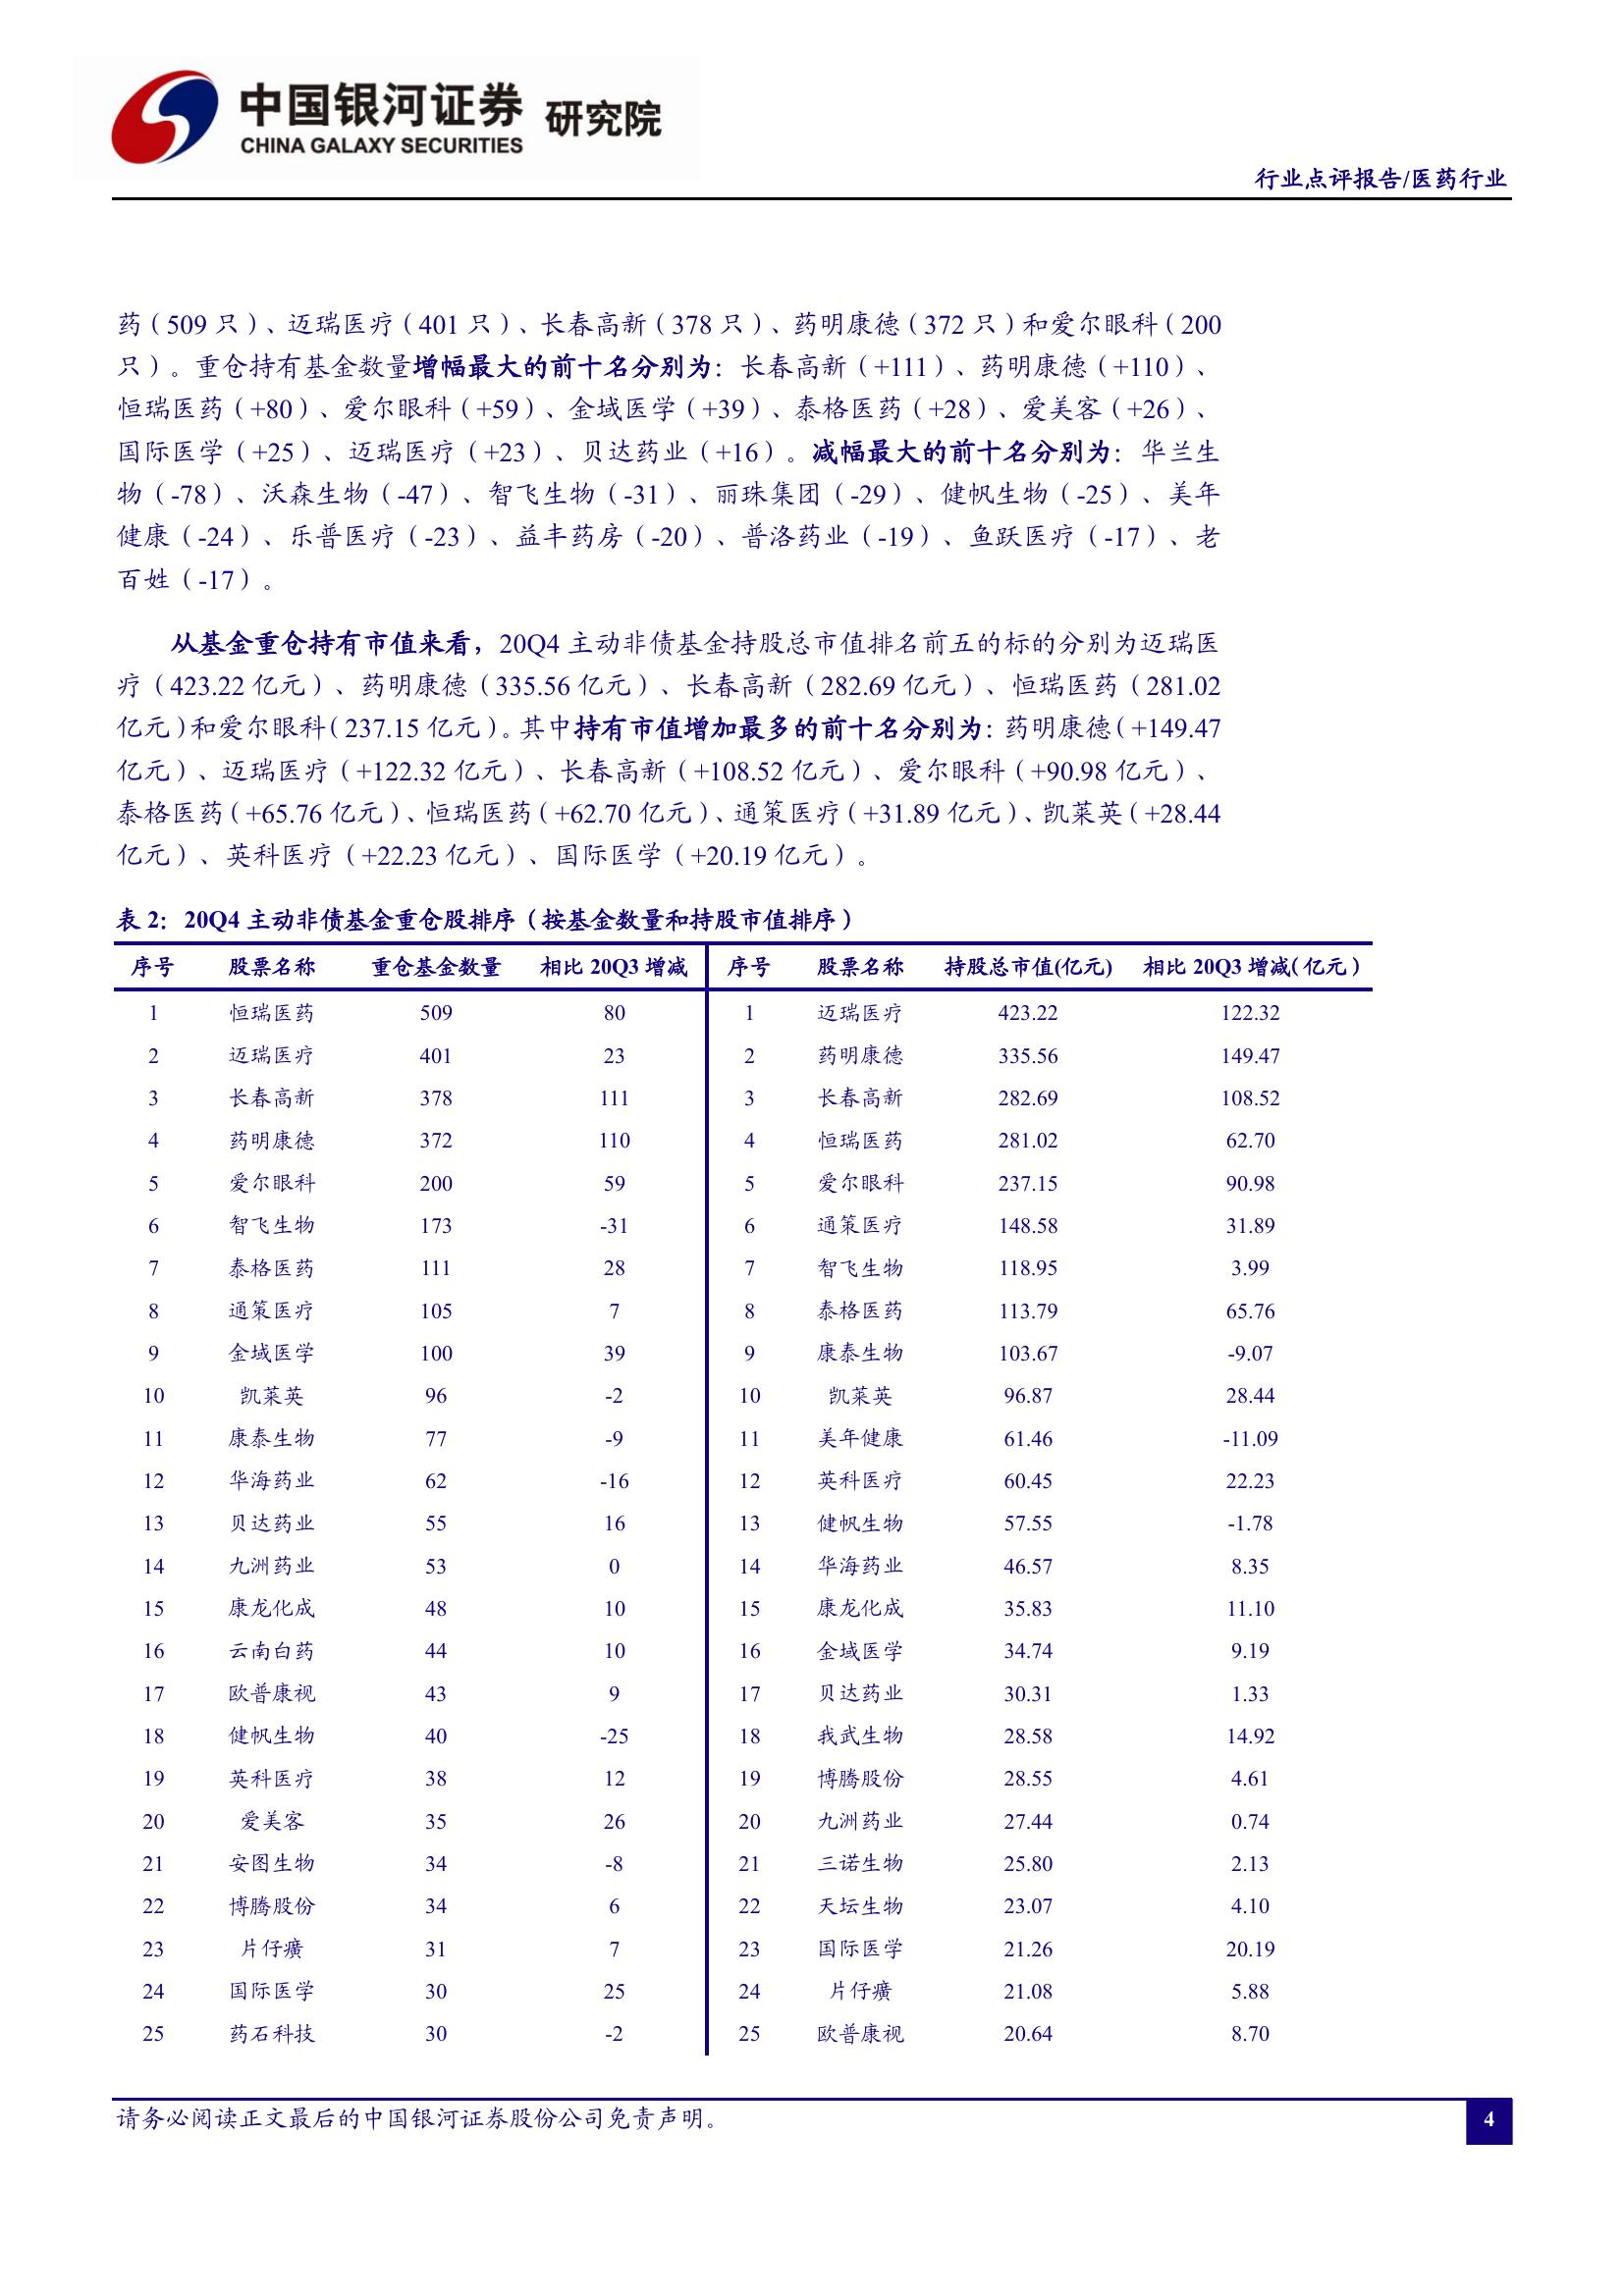 中国银河证券 研究院
CHINA GALAXY SECURITIES
行业点评报告/医药行业
药（509 只）、迈瑞医疗（401 只）、长春高新（378 只）、药明康德（372 只）和爱尔眼科（200
只）。重仓持有基金数量增幅最大的前十名分别为：长春高新（+111）、药明康德（+110）、
恒瑞医药（+80）、爱尔眼科（+59）、金域医学（+39）、泰格医药（+28）、爱美客（+26）、
国际医学（+25）、迈瑞医疗（+23）、贝达药业（+16）。减幅最大的前十名分别为：华兰生
物（-78）、沃森生物（-47）、智飞生物（-31）、丽珠集团（-29）、健帆生物（-25）、美年
健康（-24）、乐普医疗（-23）、益丰药房（-20）、普洛药业（-19）、鱼跃医疗（-17）、老
百姓（-17）。
从基金重仓持有市值来看，20Q4 主动非债基金持股总市值排名前五的标的分别为迈瑞医
疗（423.22 亿元）、药明康德（335.56 亿元）、长春高新（282.69 亿元）、恒瑞医药（281.02
亿元）和爱尔眼科（237.15 亿元）。其中持有市值增加最多的前十名分别为：药明康德（+149.47
亿元）、迈瑞医疗（+122.32 亿元）、长春高新（+108.52 亿元）、爱尔眼科（+90.98 亿元）、
泰格医药（+65.76 亿元）、恒瑞医药（+62.70 亿元）、通策医疗（+31.89 亿元）、凯莱英（+28.44
亿元）、英科医疗（+22.23 亿元）、国际医学（+20.19 亿元）。
表 2：20Q4 主动非债基金重仓股排序（按基金数量和持股市值排序）
序号 股票名称 重仓基金数量 相比 20Q3 增减 序号 股票名称 持股总市值(亿元) 相比 20Q3 增减（亿元）
1 恒瑞医药 509 80 1 迈瑞医疗 423.22 122.32
2 迈瑞医疗 401 23 2 药明康德 335.56 149.47
3 长春高新 378 111 3 长春高新 282.69 108.52
4 药明康德 372 110 4 恒瑞医药 281.02 62.70
5 爱尔眼科 200 59 5 爱尔眼科 237.15 90.98
6 智飞生物 173 -31 6 通策医疗 148.58 31.89
7 泰格医药 111 28 7 智飞生物 118.95 3.99
8 通策医疗 105 7 8 泰格医药 113.79 65.76
9 金域医学 100 39 9 康泰生物 103.67 -9.07
10 凯莱英 96 -2 10 凯莱英 96.87 28.44
11 康泰生物 77 -9 11 美年健康 61.46 -11.09
12 华海药业 62 -16 12 英科医疗 60.45 22.23
13 贝达药业 55 16 13 健帆生物 57.55 -1.78
14 九洲药业 53 0 14 华海药业 46.57 8.35
15 康龙化成 48 10 15 康龙化成 35.83 11.10
16 云南白药 44 10 16 金域医学 34.74 9.19
17 欧普康视 43 9 17 贝达药业 30.31 1.33
18 健帆生物 40 -25 18 我武生物 28.58 14.92
19 英科医疗 38 12 19 博腾股份 28.55 4.61
20 爱美客 35 26 20 九洲药业 27.44 0.74
21 安图生物 34 -8 21 三诺生物 25.80 2.13
22 博腾股份 34 6 22 天坛生物 23.07 4.10
23 片仔癀 31 7 23 国际医学 21.26 20.19
24 国际医学 30 25 24 片仔癀 21.08 5.88
25 药石科技 30 -2 25 欧普康视 20.64 8.70
请务必阅读正文最后的中国银河证券股份公司免责声明。
4